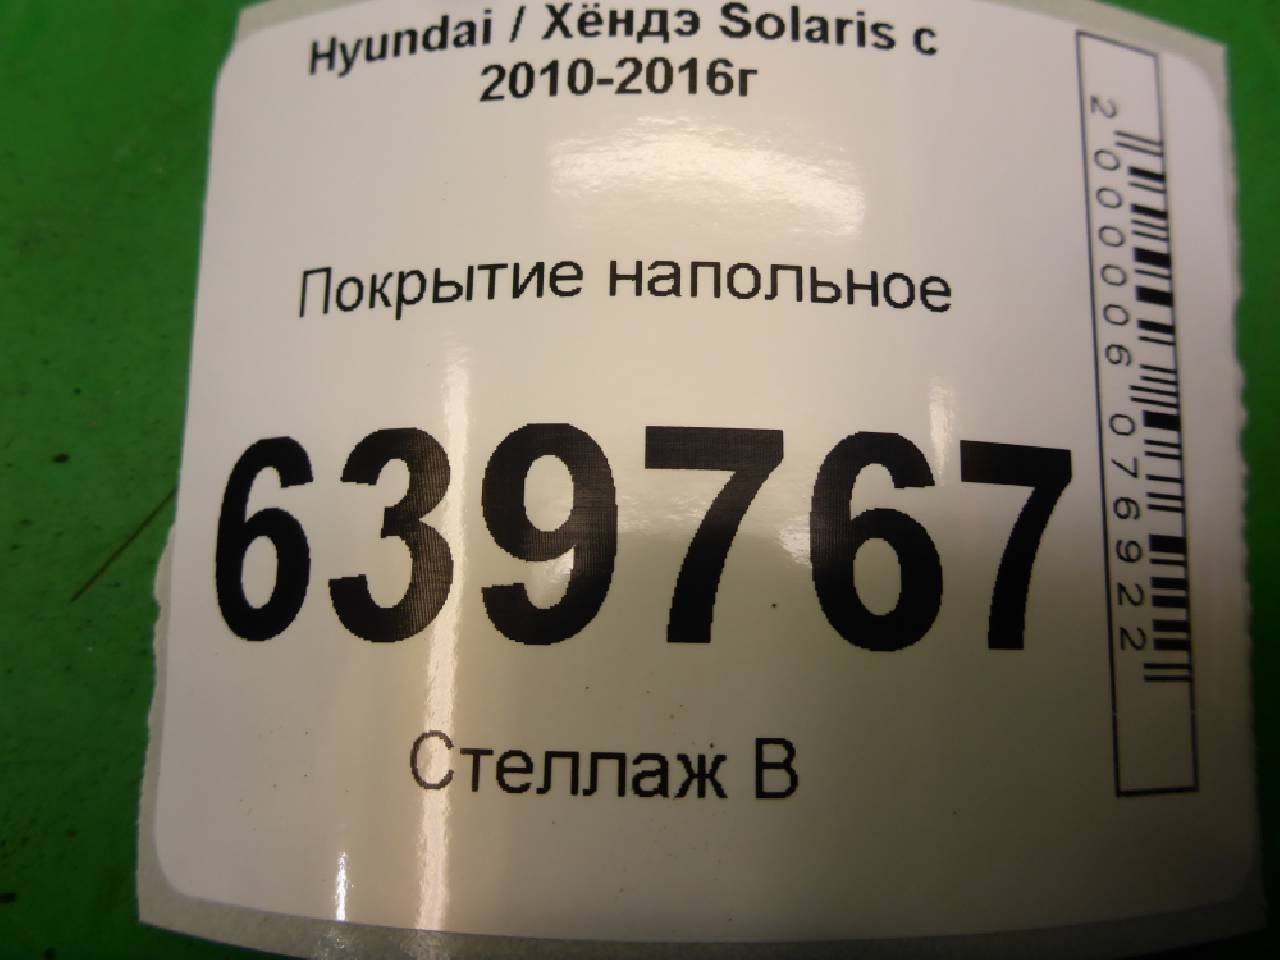 Hyundai / Хёндэ Solaris с
2010-2016г
Покрытие напольное
639767
Стеллаж В
2000006076922